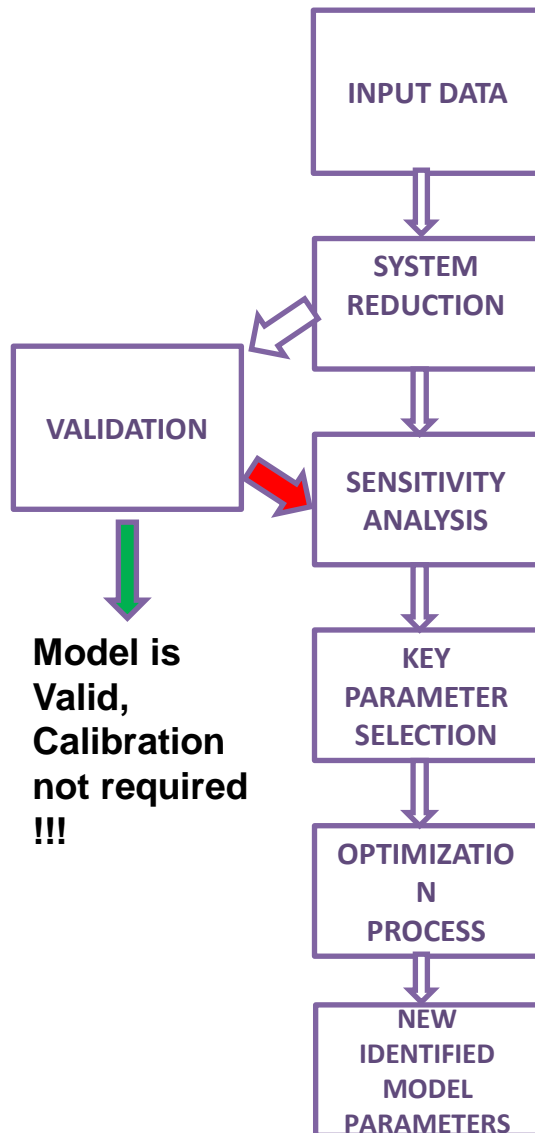 INPUT DATA
SYSTEM
REDUCTION
VALIDATION
SENSITIVITY
ANALYSIS
Model is
Valid,
Calibration
not required
!!!
KEY
PARAMETER
SELECTION
OPTIMIZATIO
N
PROCESS
NEW
IDENTIFIED
MODEL
PARAMETERS